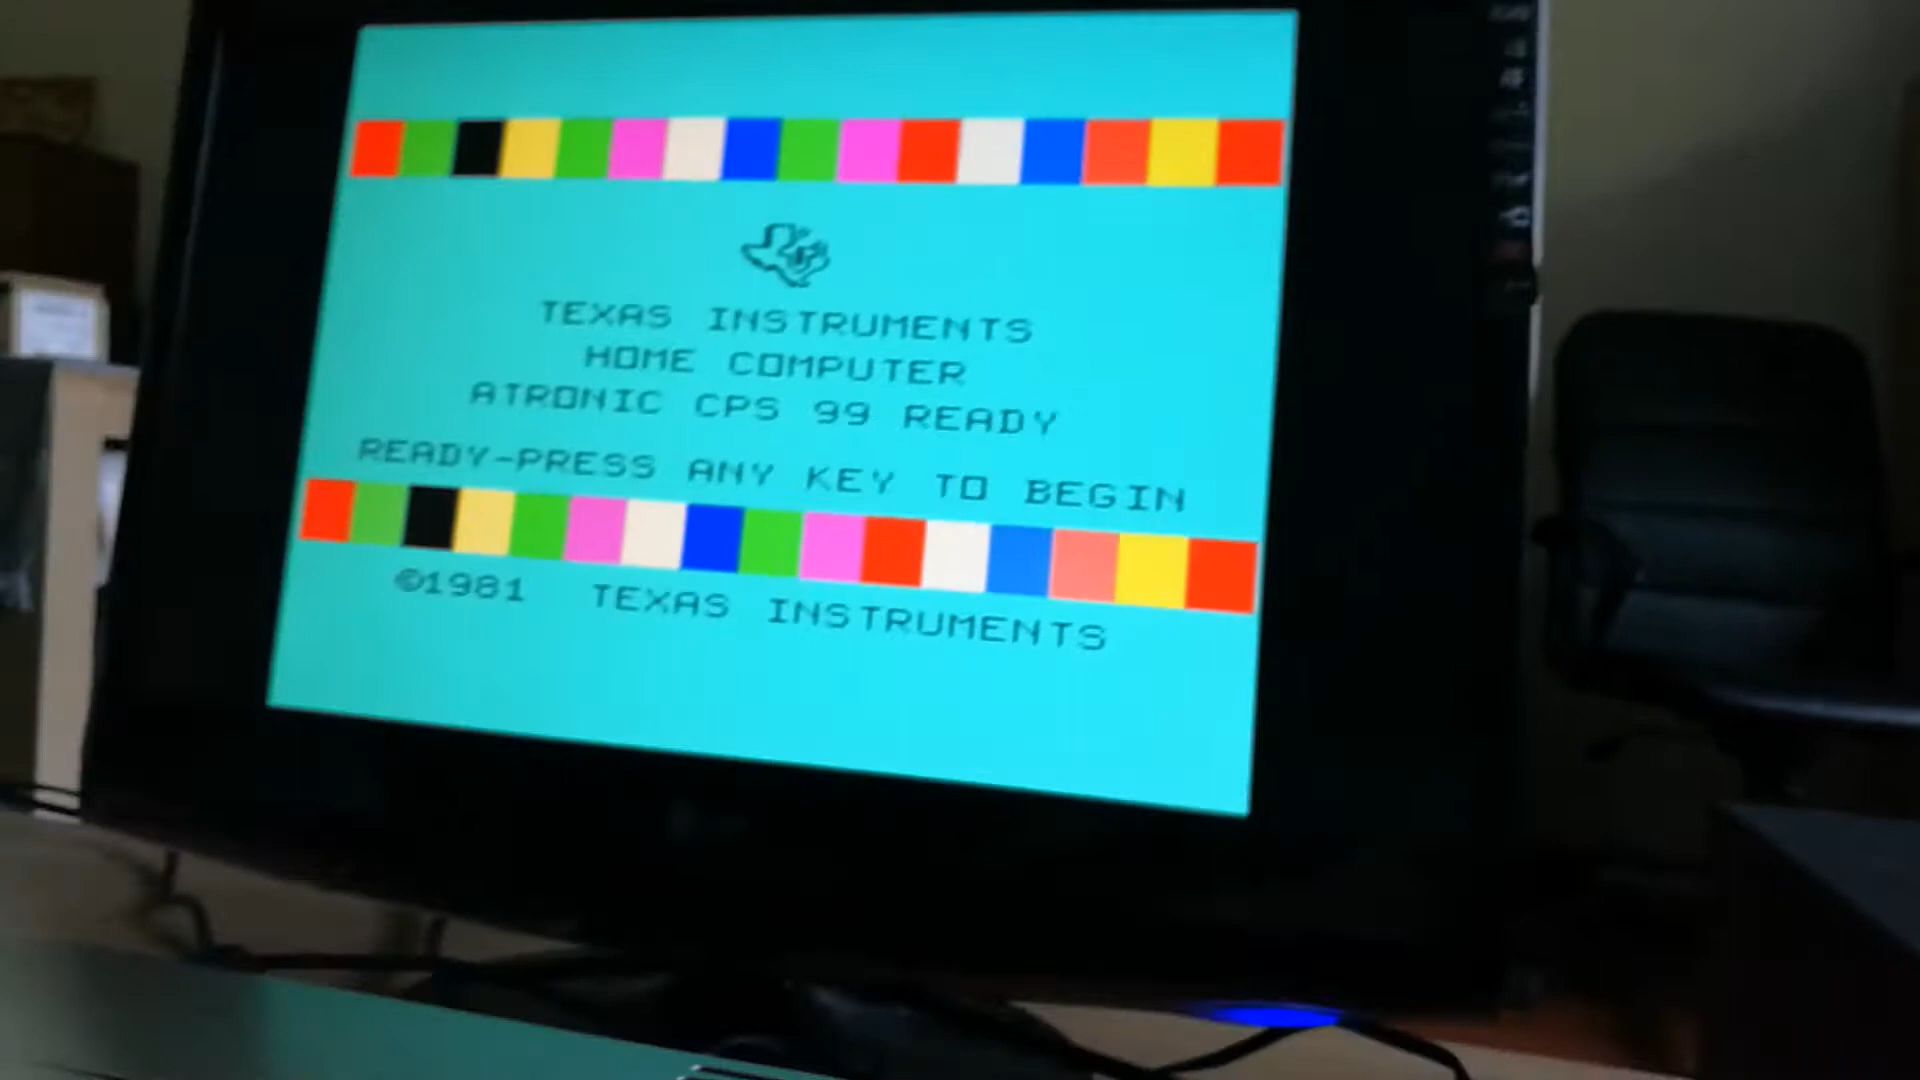 TEXAS INSTRUMENTS
HOME COMPUTER
ATRONIC CPS 99 READY
READY-PRESS ANY KEY TO BEGIN
©1981 TEXAS INSTRUMENTS